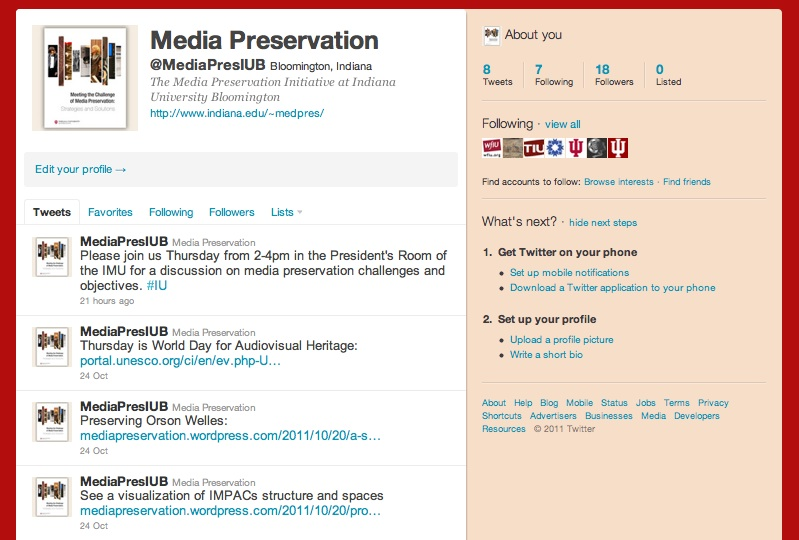 Media Preservation
@MediaPresIUB Bloomington, Indiana
The Media Preservation Initiative at Indiana
University Bloomington
http://www.indiana.edu/~medpres/
Meeting the Challenge
of Media Preservation:
Strategies and Solutions
Edit your profile →
Tweets Favorites Following Followers Lists
MediaPresIUB Media Preservation
Please join us Thursday from 2-4pm in the President's Room of
the IMU for a discussion on media preservation challenges and
objectives. #IU
21 hours ago
MediaPresIUB Media Preservation
Thursday is World Day for Audiovisual Heritage:
portal.unesco.org/ci/en/ev.php-U…
24 Oct
MediaPresIUB Media Preservation
Preserving Orson Welles:
mediapreservation.wordpress.com/2011/10/20/a-s…
24 Oct
MediaPresIUB Media Preservation
See a visualization of IMPACs structure and spaces
mediapreservation.wordpress.com/2011/10/20/pro…
24 Oct
About you
8 7 18 0
Tweets Following Followers Listed
Following · view all
wfiu TIU
Find accounts to follow: Browse interests · Find friends
What's next? · hide next steps
1. Get Twitter on your phone
• Set up mobile notifications
• Download a Twitter application to your phone
2. Set up your profile
• Upload a profile picture
• Write a short bio
About Help Blog Mobile Status Jobs Terms Privacy
Shortcuts Advertisers Businesses Media Developers
Resources © 2011 Twitter